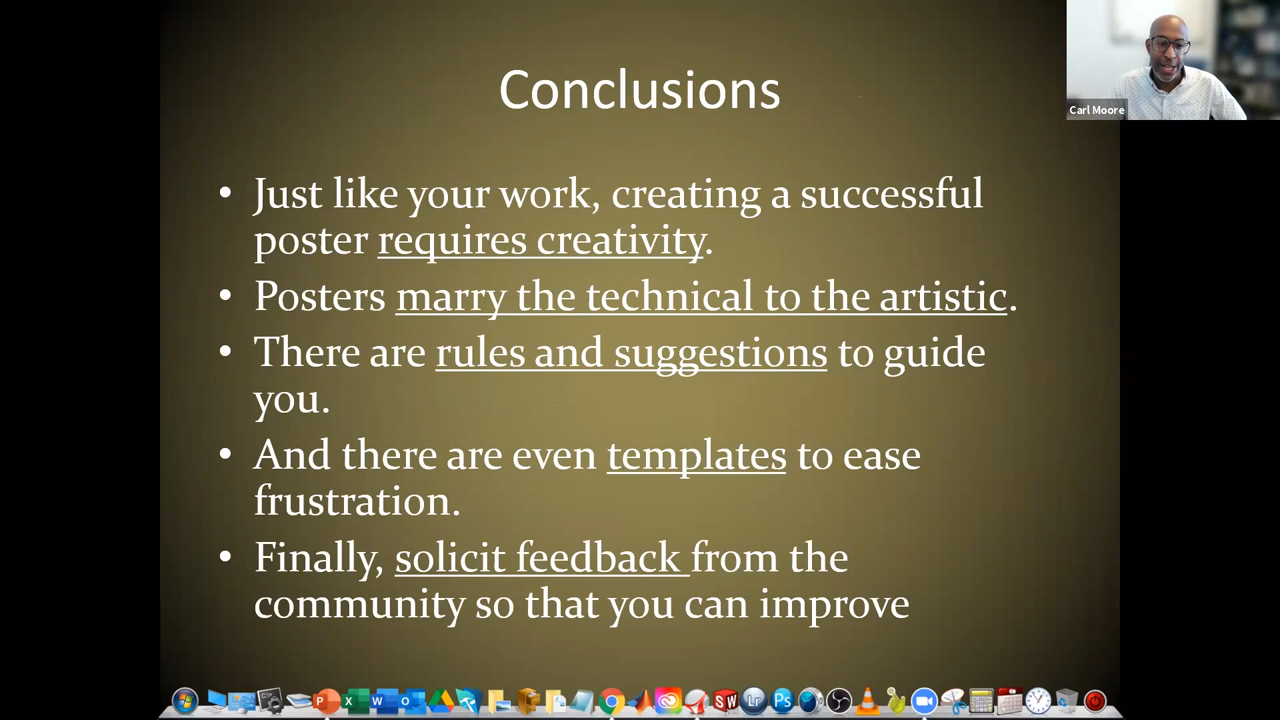 Conclusions
Carl Moore
• Just like your work, creating a successful
poster requires creativity.
• Posters marry the technical to the artistic.
• There are rules and suggestions to guide
you.
• And there are even templates to ease
frustration.
• Finally, solicit feedback from the
community so that you can improve